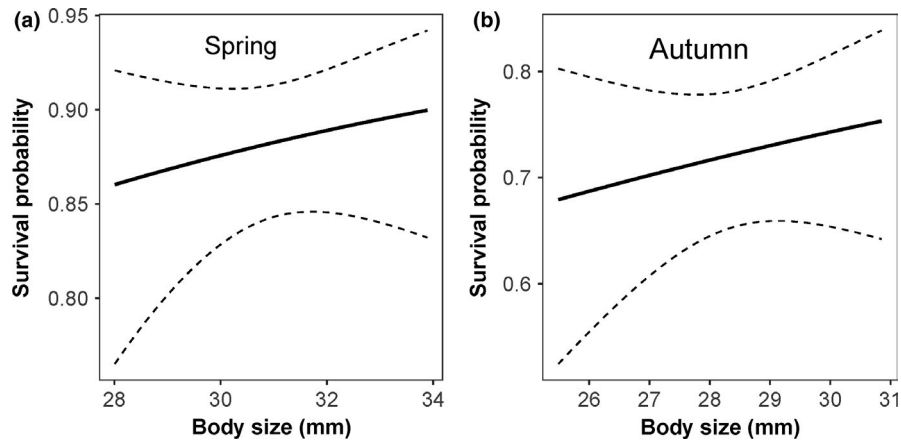 (a)
Spring
Survival probability
0.95
0.90
0.85
0.80
28 30 32 34
Body size (mm)
(b)
Autumn
Survival probability
0.8
0.7
0.6
26 27 28 29 30 31
Body size (mm)